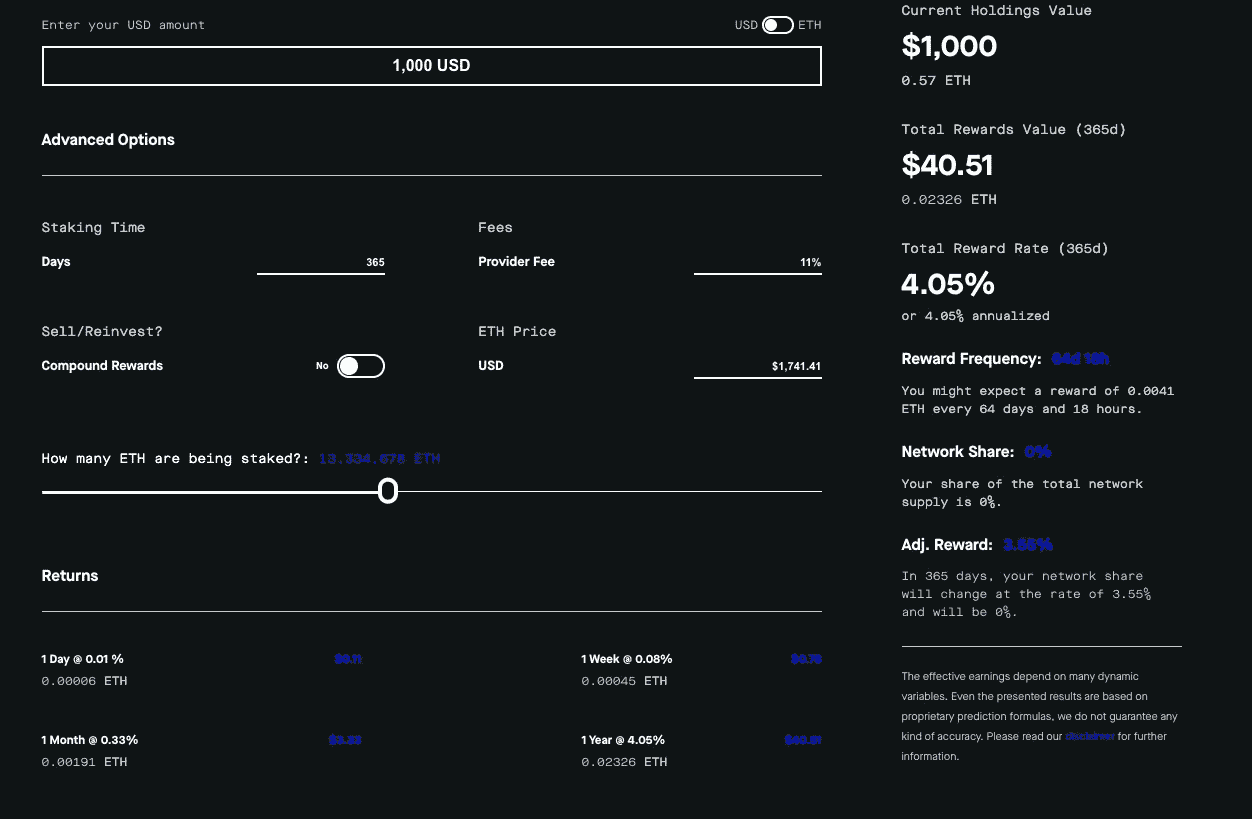 Enter your USD amount
USD ETH
1,000 USD
Advanced Options
Staking Time
Days 365
Fees
Provider Fee 11%
Sell/Reinvest?
Compound Rewards No
ETH Price
USD $1,741.41
How many ETH are being staked?: ETH
Returns
1 Day @ 0.01 % $0.11
0.00006 ETH
1 Week @ 0.08%
0.00045 ETH
1 Month @ 0.33%
0.00191 ETH
1 Year @ 4.05%
0.02326 ETH
Current Holdings Value
$1,000
0.57 ETH
Total Rewards Value (365d)
$40.51
0.02326 ETH
Total Reward Rate (365d)
4.05%
or 4.05% annualized
Reward Frequency: 64d 18h
You might expect a reward of 0.0041
ETH every 64 days and 18 hours.
Network Share: 0%
Your share of the total network
supply is 0%.
Adj. Reward: 3.55%
In 365 days, your network share
will change at the rate of 3.55%
and will be 0%.
The effective earnings depend on many dynamic
variables. Even the presented results are based on
proprietary prediction formulas, we do not guarantee any
kind of accuracy. Please read our disclaimer for further
information.